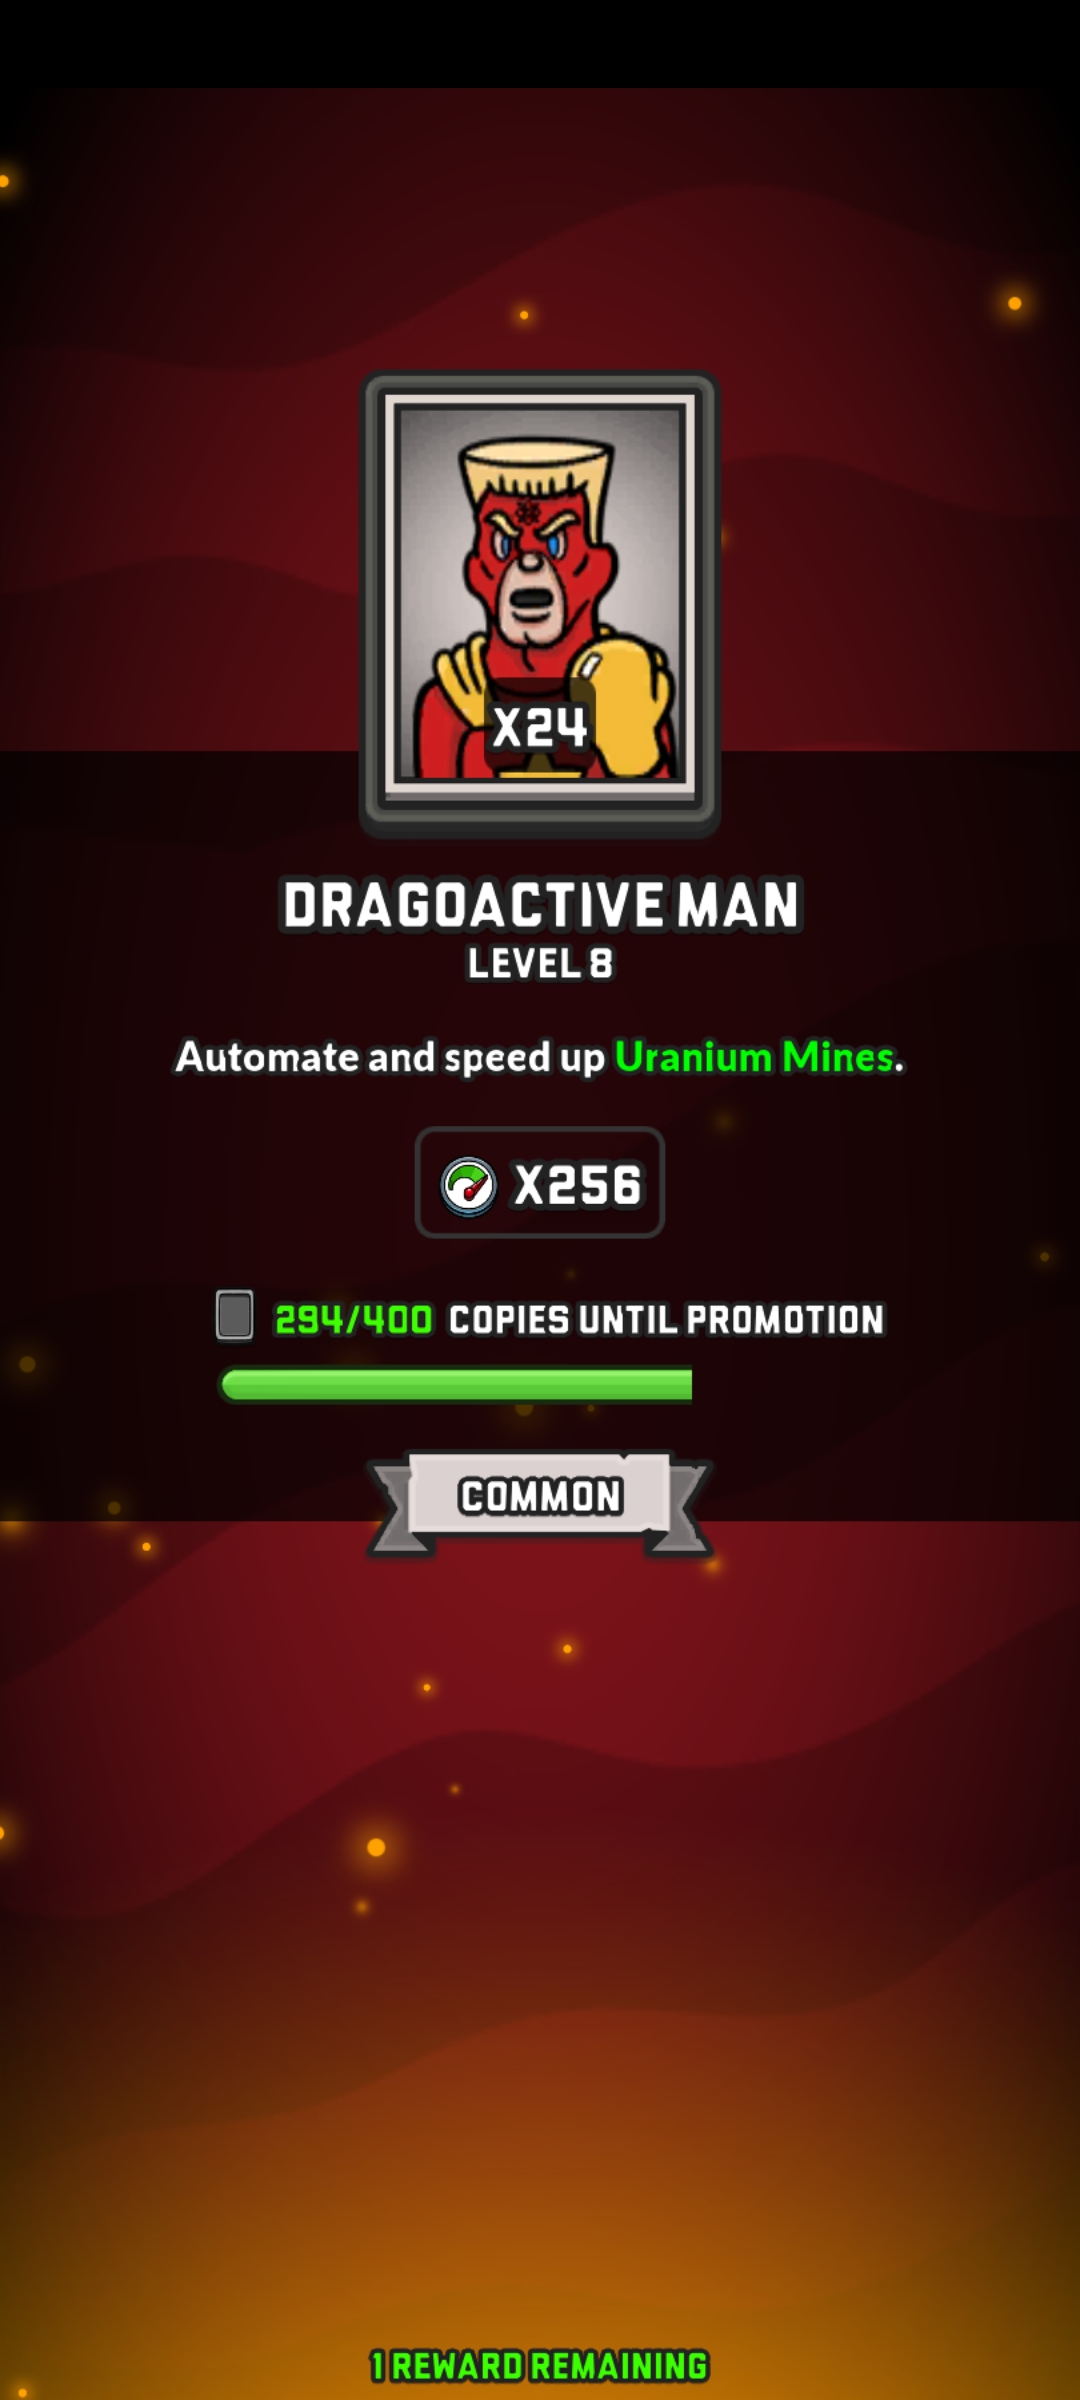 X24
DRAGOACTIVE MAN
LEVEL 8
Automate and speed up Uranium Mines.
X256
294/400 COPIES UNTIL PROMOTION
COMMON
1 REWARD REMAINING